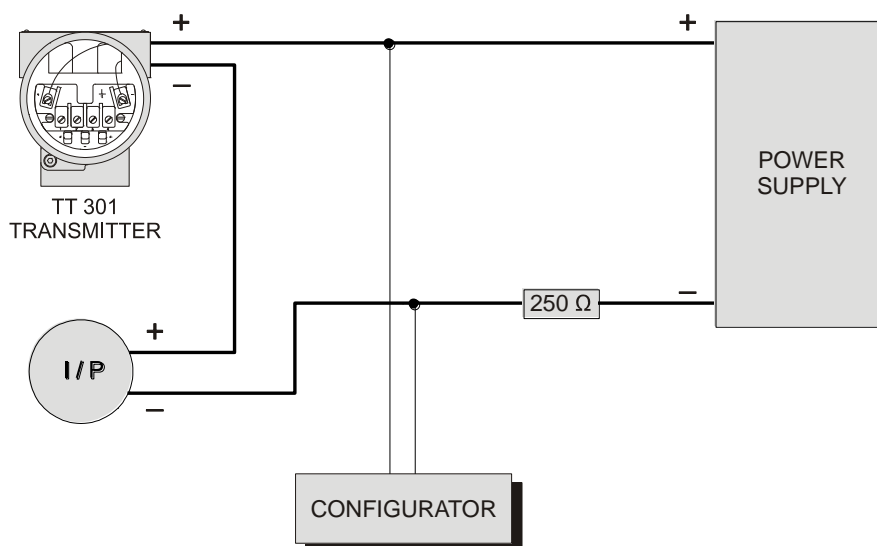 +
+
−
POWER
SUPPLY
TT 301
TRANSMITTER
250 Ω
−
+
I/P
−
CONFIGURATOR